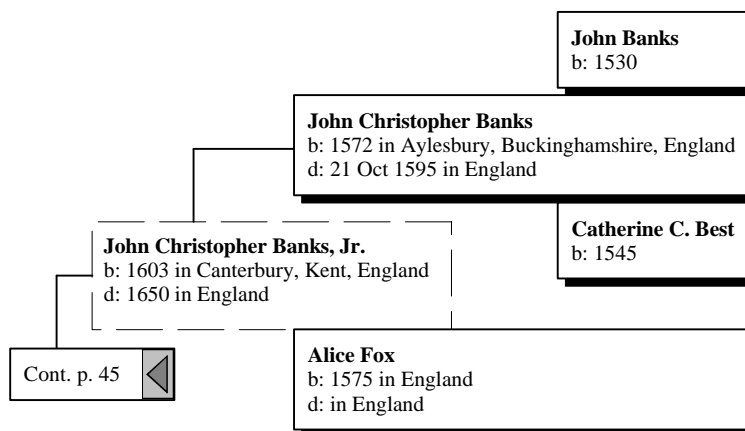 John Banks
b: 1530
John Christopher Banks
b: 1572 in Aylesbury, Buckinghamshire, England
d: 21 Oct 1595 in England
John Christopher Banks, Jr.
b: 1603 in Canterbury, Kent, England
d: 1650 in England
Catherine C. Best
b: 1545
Cont. p. 45
Alice Fox
b: 1575 in England
d: in England